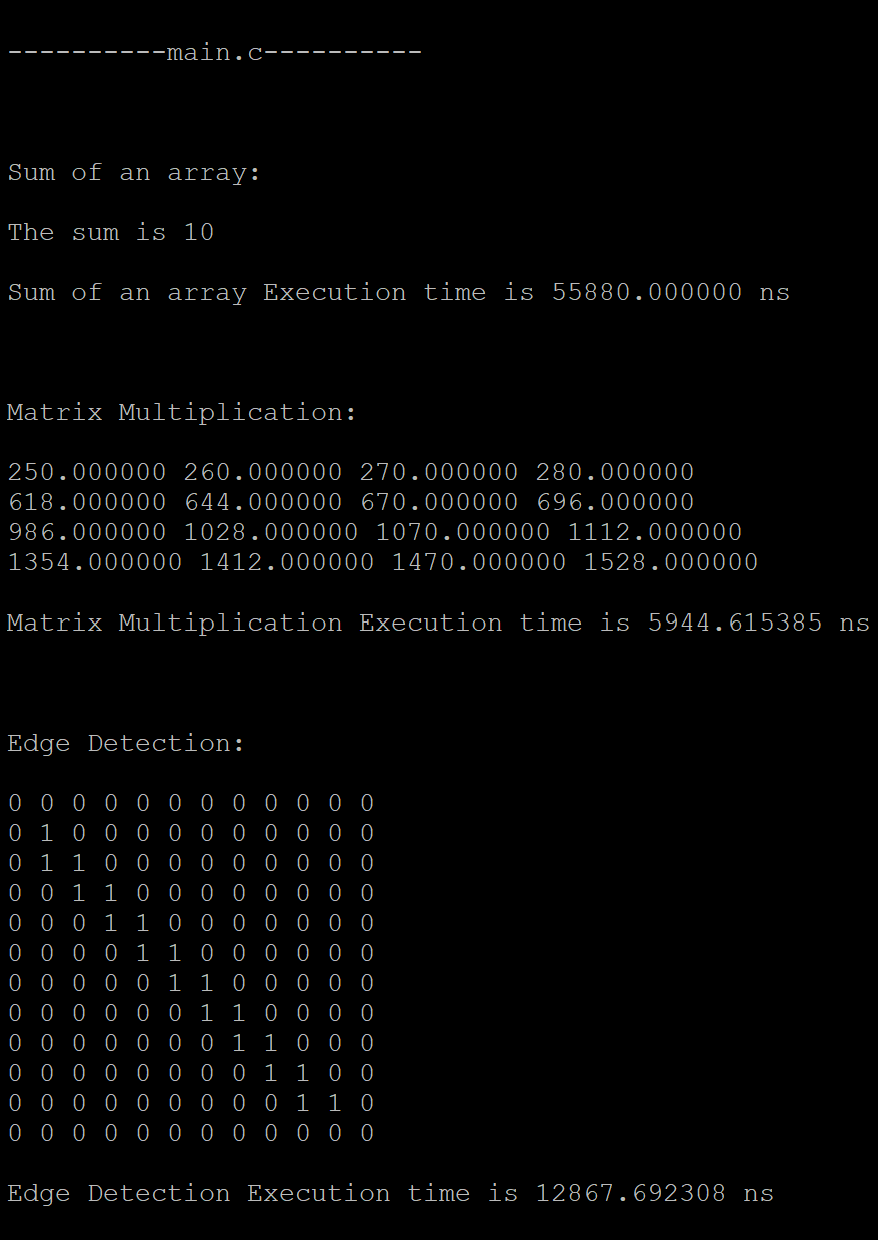 ----------main.c----------
Sum of an array:
The sum is 10
Sum of an array Execution time is 55880.000000 ns
Matrix Multiplication:
250.000000 260.000000 270.000000 280.000000
618.000000 644.000000 670.000000 696.000000
986.000000 1028.000000 1070.000000 1112.000000
1354.000000 1412.000000 1470.000000 1528.000000
Matrix Multiplication Execution time is 5944.615385 ns
Edge Detection:
0 0 0 0 0 0 0 0 0 0 0 0
0 1 0 0 0 0 0 0 0 0 0 0
0 1 1 0 0 0 0 0 0 0 0 0
0 0 1 1 0 0 0 0 0 0 0 0
0 0 0 1 1 0 0 0 0 0 0 0
0 0 0 0 1 1 0 0 0 0 0 0
0 0 0 0 0 1 1 0 0 0 0 0
0 0 0 0 0 0 1 1 0 0 0 0
0 0 0 0 0 0 0 1 1 0 0 0
0 0 0 0 0 0 0 0 1 1 0 0
0 0 0 0 0 0 0 0 0 1 1 0
0 0 0 0 0 0 0 0 0 0 0 0
Edge Detection Execution time is 12867.692308 ns